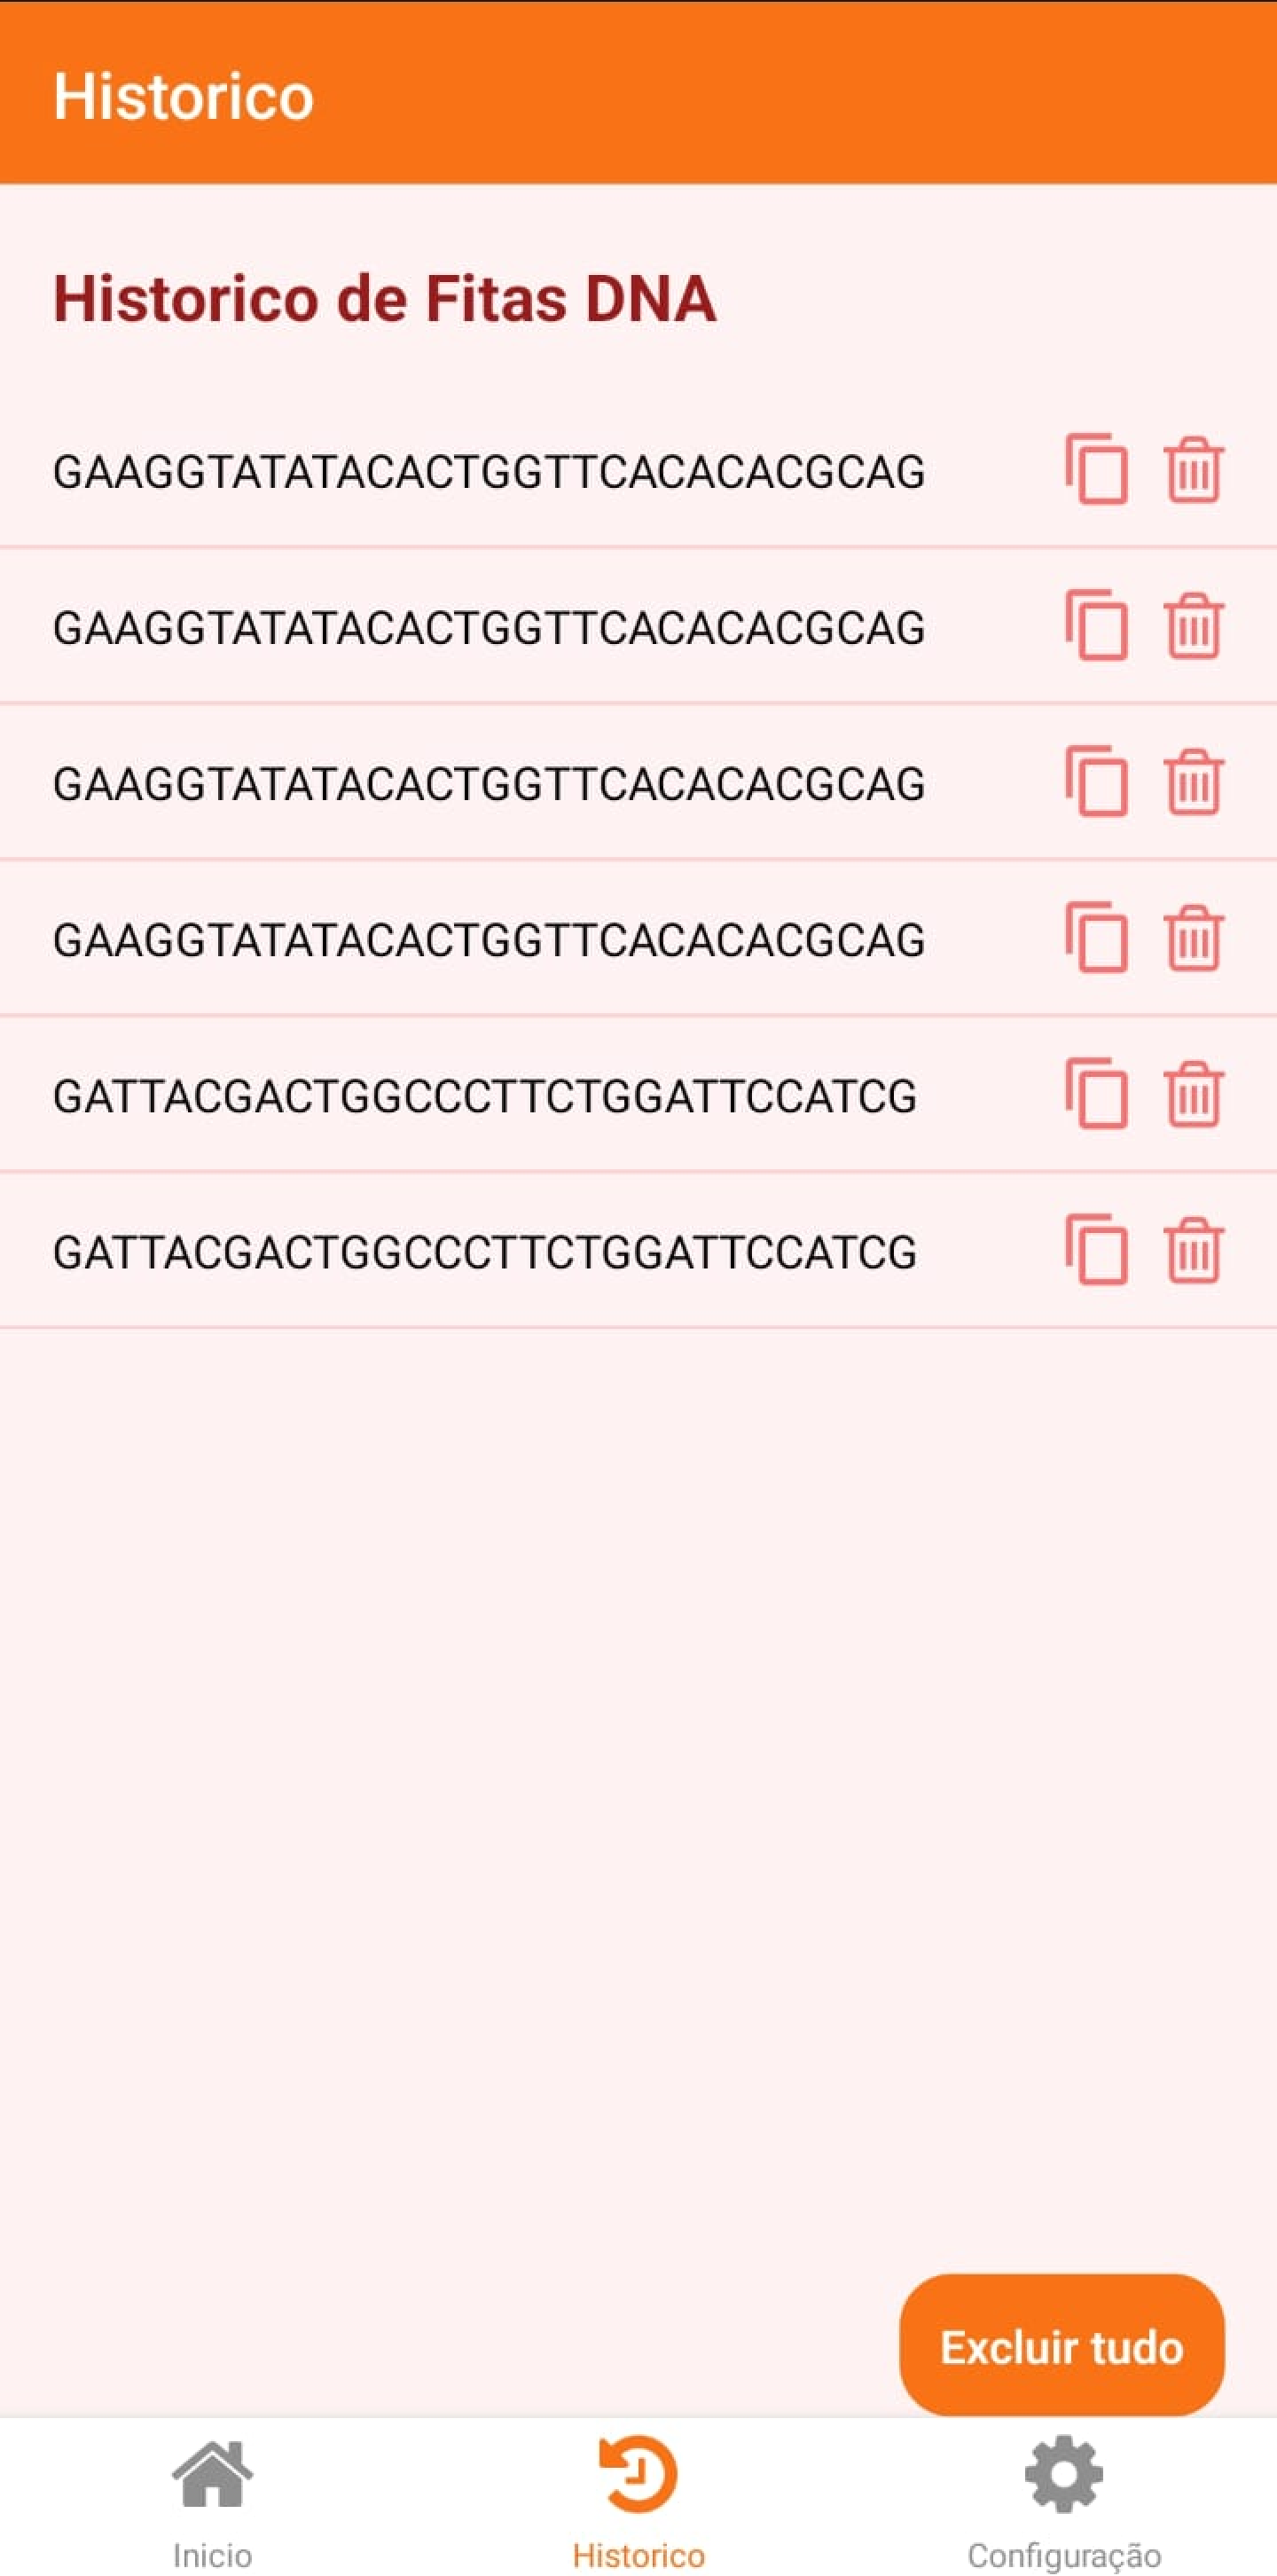 Historico
Historico de Fitas DNA
GAAGGTATATACACTGGTTCACACACGCAG
GAAGGTATATACACTGGTTCACACACGCAG
GAAGGTATATACACTGGTTCACACACGCAG
GAAGGTATATACACTGGTTCACACACGCAG
GATTACGACTGGCCCTTCTGGATTCCATCG
GATTACGACTGGCCCTTCTGGATTCCATCG
Excluir tudo
Inicio
Historico
Configuração